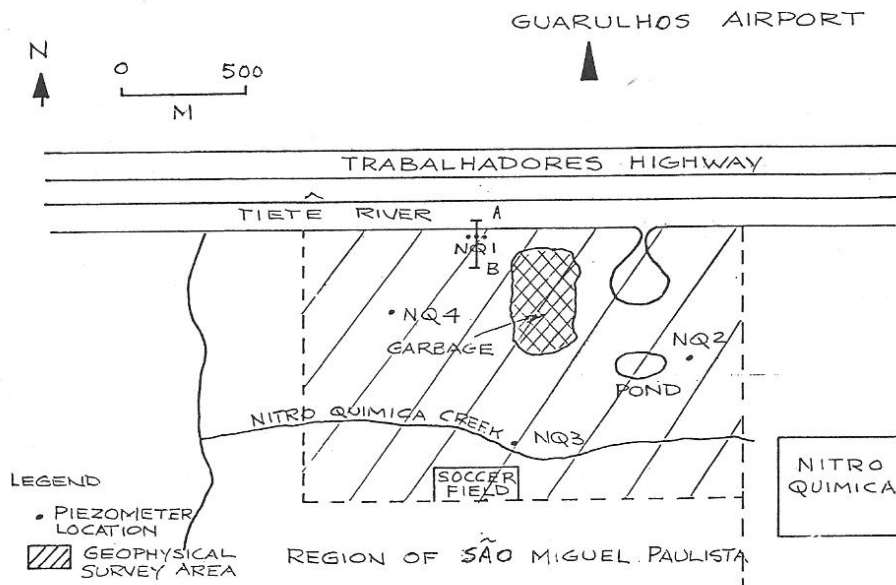 GUARULHOS AIRPORT
N
0 500
M
TRABALHADORES HIGHWAY
TIETÊ RIVER
A
NQ1
B
NQ4
GARBAGE
NQ2
POND
NITRO QUIMICA CREEK
NQ3
SOCCER
FIELD
NITRO
QUIMICA
LEGEND
• PIEZOMETER
LOCATION
GEOPHYSICAL
SURVEY AREA
REGION OF SÃO MIGUEL PAULISTA